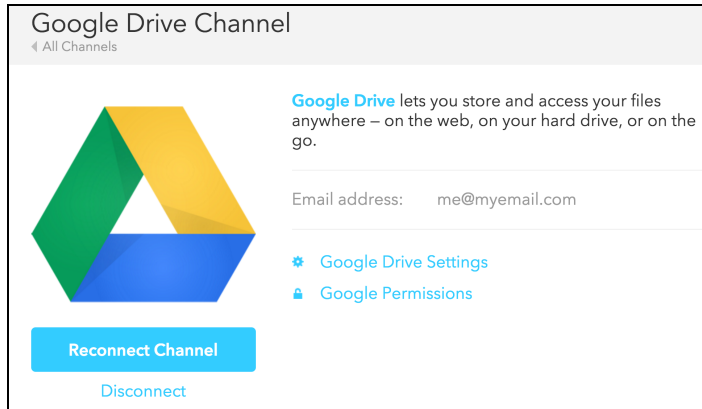 Google Drive Channel
All Channels
Google Drive lets you store and access your files
anywhere – on the web, on your hard drive, or on the
go.
Email address: me@myemail.com
Google Drive Settings
Google Permissions
Reconnect Channel
Disconnect